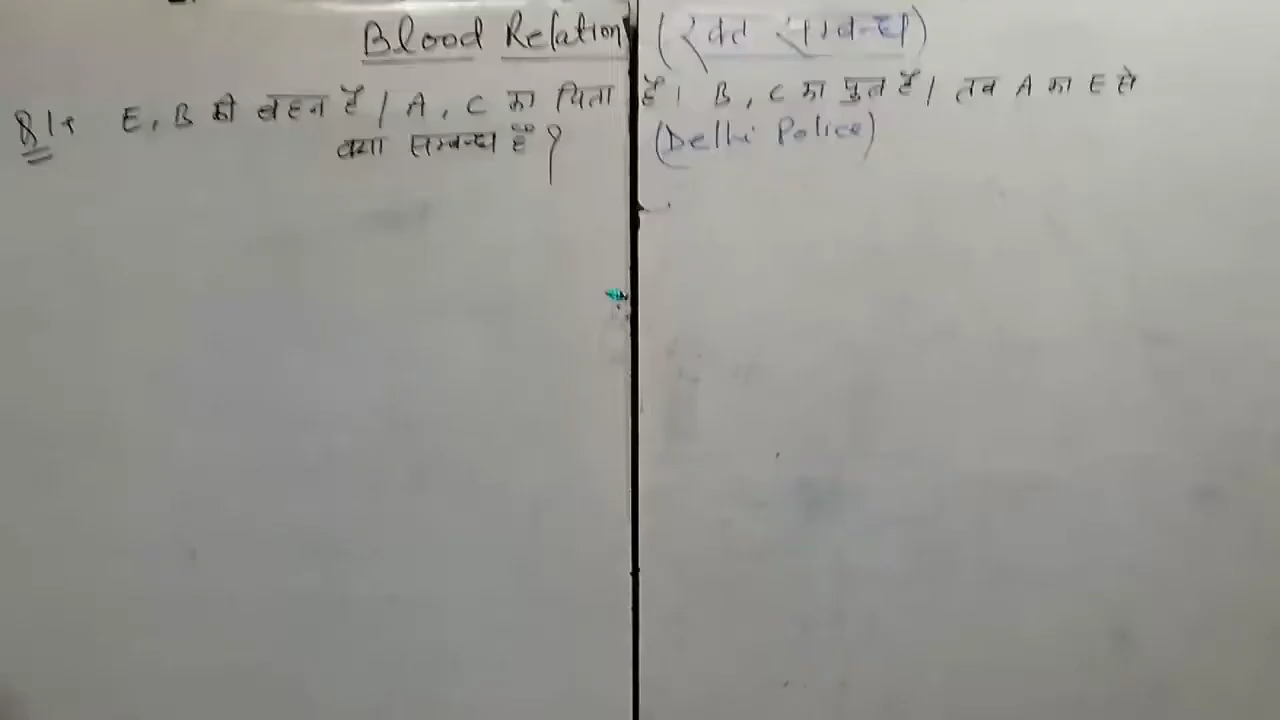 Blood Relation (रक्त सम्बन्ध)
Q1. E, B की बहन है। A, C का पिता है। B, C का पुत्र है। तब A का E से
क्या सम्बन्ध है? (Delhi Police)